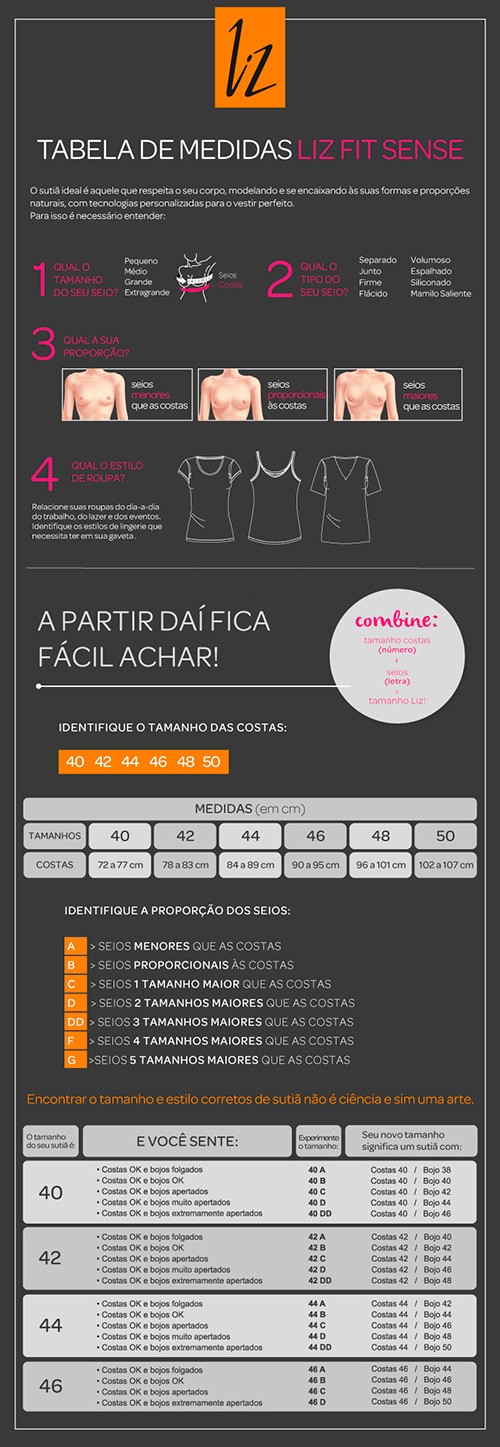 liz
TABELA DE MEDIDAS LIZ FIT SENSE
O sutiã ideal é aquele que respeita o seu corpo, modelando e se encaixando às suas formas e proporções
naturais, com tecnologias personalizadas para o vestir perfeito.
Para isso é necessário entender:
1 QUAL O
TAMANHO
DO SEU SEIO?
Pequeno
Médio
Grande
Extragrande
Seios
Costas
2 QUAL O
TIPO DO
SEU SEIO?
Separado
Junto
Firme
Flácido
Volumoso
Espalhado
Siliconado
Mamilo Saliente
3 QUAL A SUA
PROPORÇÃO?
seios
menores
que as costas
seios
proporcionais
às costas
seios
maiores
que as costas
4 QUAL O ESTILO
DE ROUPA?
Relacione suas roupas do dia-a-dia
do trabalho, do lazer e dos eventos.
Identifique os estilos de lingerie que
necessita ter em sua gaveta .
A PARTIR DAÍ FICA
FÁCIL ACHAR!
combine:
tamanho costas
(número)
+
seios
(letra)
=
tamanho Liz!
IDENTIFIQUE O TAMANHO DAS COSTAS:
40 42 44 46 48 50
MEDIDAS (em cm)
TAMANHOS 40 42 44 46 48 50
COSTAS 72 a 77 cm 78 a 83 cm 84 a 89 cm 90 a 95 cm 96 a 101 cm 102 a 107 cm
IDENTIFIQUE A PROPORÇÃO DOS SEIOS:
A > SEIOS MENORES QUE AS COSTAS
B > SEIOS PROPORCIONAIS ÀS COSTAS
C > SEIOS 1 TAMANHO MAIOR QUE AS COSTAS
D > SEIOS 2 TAMANHOS MAIORES QUE AS COSTAS
DD > SEIOS 3 TAMANHOS MAIORES QUE AS COSTAS
F > SEIOS 4 TAMANHOS MAIORES QUE AS COSTAS
G >SEIOS 5 TAMANHOS MAIORES QUE AS COSTAS
Encontrar o tamanho e estilo corretos de sutiã não é ciência e sim uma arte.
O tamanho
do seu sutiã é:
E VOCÊ SENTE:
Experimente
o tamanho:
Seu novo tamanho
significa um sutiã com:
40
• Costas OK e bojos folgados 40 A Costas 40 / Bojo 38
• Costas OK e bojos OK 40 B Costas 40 / Bojo 40
• Costas OK e bojos apertados 40 C Costas 40 / Bojo 42
• Costas OK e bojos muito apertados 40 D Costas 40 / Bojo 44
• Costas OK e bojos extremamente apertados 40 DD Costas 40 / Bojo 46
42
• Costas OK e bojos folgados 42 A Costas 42 / Bojo 40
• Costas OK e bojos OK 42 B Costas 42 / Bojo 42
• Costas OK e bojos apertados 42 C Costas 42 / Bojo 44
• Costas OK e bojos muito apertados 42 D Costas 42 / Bojo 46
• Costas OK e bojos extremamente apertados 42 DD Costas 42 / Bojo 48
44
• Costas OK e bojos folgados 44 A Costas 44 / Bojo 42
• Costas OK e bojos OK 44 B Costas 44 / Bojo 44
• Costas OK e bojos apertados 44 C Costas 44 / Bojo 46
• Costas OK e bojos muito apertados 44 D Costas 44 / Bojo 48
• Costas OK e bojos extremamente apertados 44 DD Costas 44 / Bojo 50
46
• Costas OK e bojos folgados 46 A Costas 46 / Bojo 44
• Costas OK e bojos OK 46 B Costas 46 / Bojo 46
• Costas OK e bojos apertados 46 C Costas 46 / Bojo 48
• Costas OK e bojos extremamente apertados 46 D Costas 46 / Bojo 50